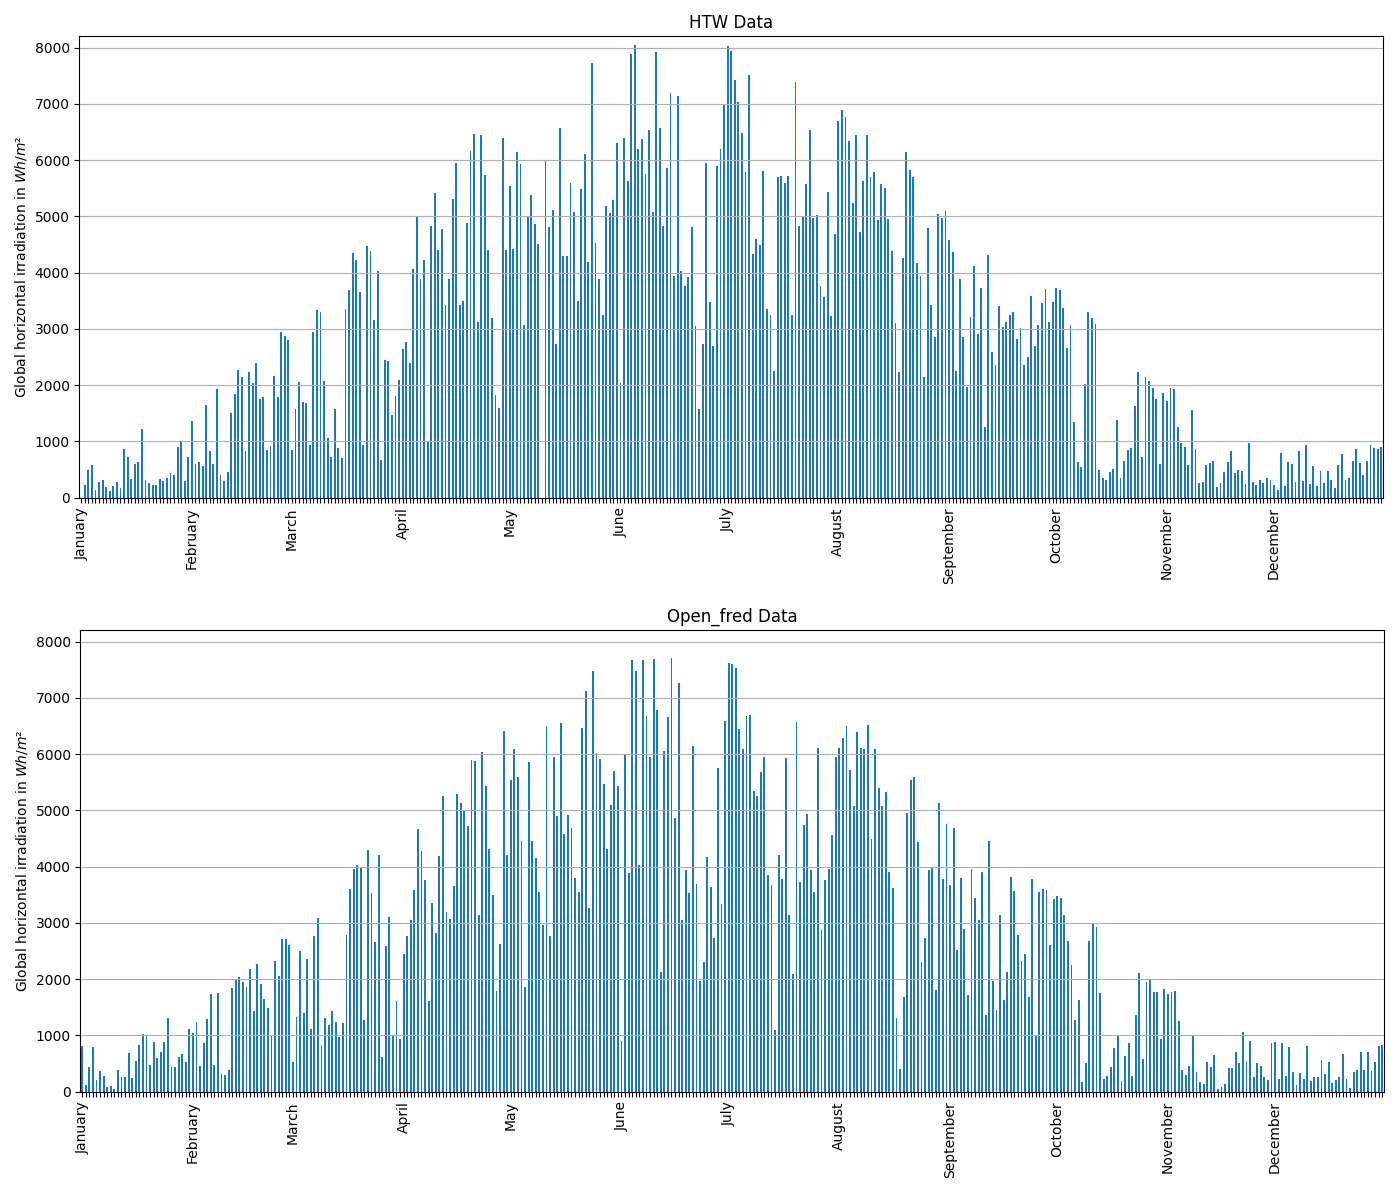 HTW Data
Global horizontal irradiation in Wh/m²
8000
7000
6000
5000
4000
3000
2000
1000
0
January
February
March
April
May
June
July
August
September
October
November
December
Open_fred Data
Global horizontal irradiation in Wh/m²
8000
7000
6000
5000
4000
3000
2000
1000
0
January
February
March
April
May
June
July
August
September
October
November
December